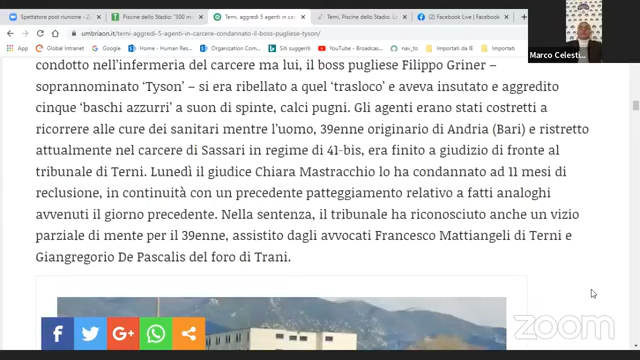 Spettatore post riunione - Z
Piscine dello Stadio: "300 m
Terni, aggredì 5 agenti in c
Terni, Piscine dello Stadio. L
(2) Facebook Live | Facebook
umbriaon.it/terni-aggredi-5-agenti-in-carcere-condannato-il-boss-pugliese-tyson/
App Global Intranet Google G Home - Human Res... Organization Comm... Siti suggeriti YouTube nav_to Importati da IE Importati da IE (1)
Marco Celesti...
condotto nell'infermeria del carcere ma lui, il boss pugliese Filippo Griner –
soprannominato 'Tyson' – si era ribellato a quel 'trasloco' e aveva insutato e aggredito
cinque 'baschi azzurri' a suon di spinte, calci pugni. Gli agenti erano stati costretti a
ricorrere alle cure dei sanitari mentre l'uomo, 39enne originario di Andria (Bari) e ristretto
attualmente nel carcere di Sassari in regime di 41-bis, era finito a giudizio di fronte al
tribunale di Terni. Lunedì il giudice Chiara Mastracchio lo ha condannato ad 11 mesi di
reclusione, in continuità con un precedente patteggiamento relativo a fatti analoghi
avvenuti il giorno precedente. Nella sentenza, il tribunale ha riconosciuto anche un vizio
parziale di mente per il 39enne, assistito dagli avvocati Francesco Mattiangeli di Terni e
Giangregorio De Pascalis del foro di Trani.
zoom